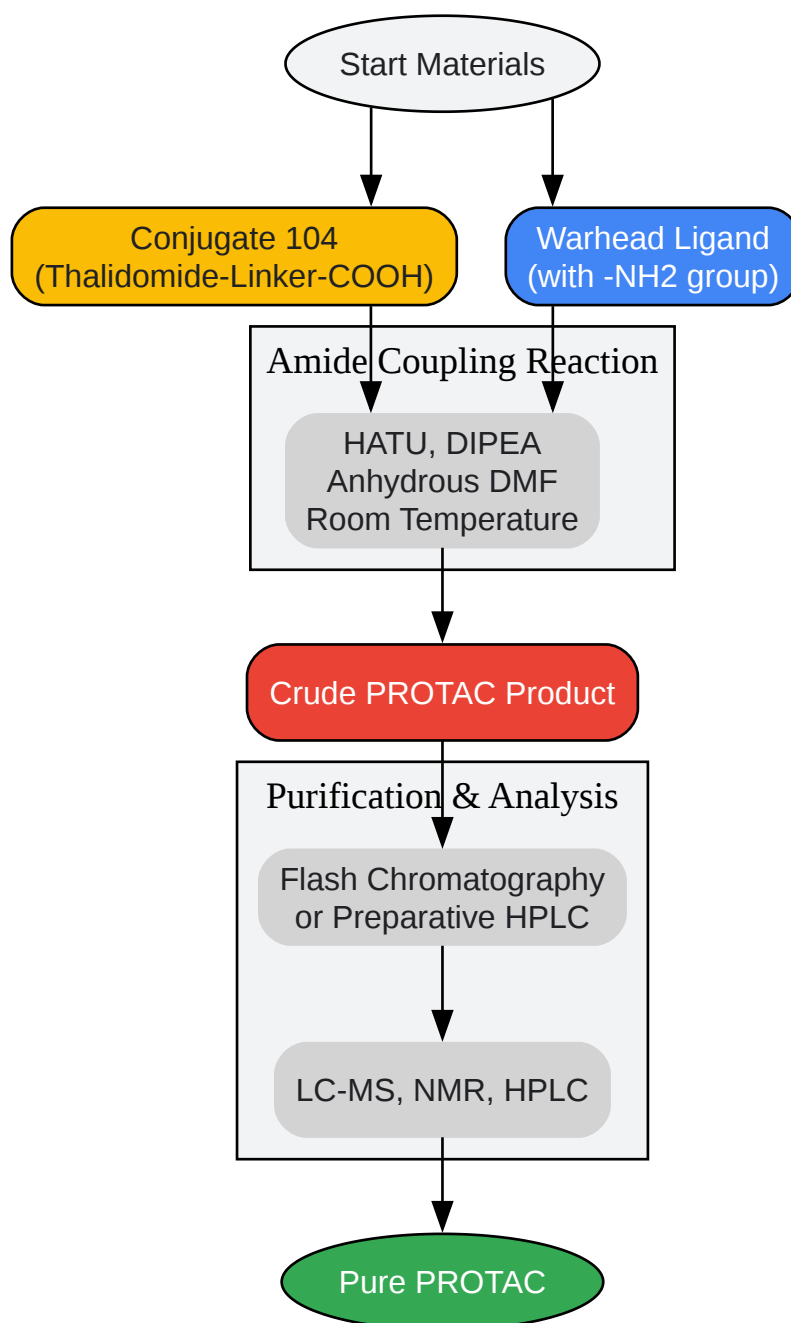 Start Materials
Conjugate 104
(Thalidomide-Linker-COOH)
Warhead Ligand
(with -NH2 group)
Amide Coupling Reaction
HATU, DIPEA
Anhydrous DMF
Room Temperature
Crude PROTAC Product
Purification & Analysis
Flash Chromatography
or Preparative HPLC
LC-MS, NMR, HPLC
Pure PROTAC